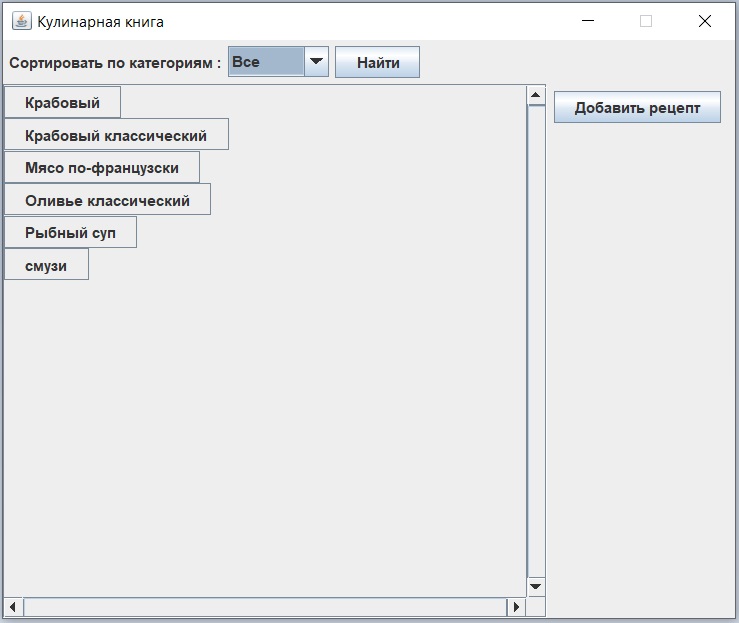 Кулинарная книга
Сортировать по категориям : Все Найти
Добавить рецепт
Крабовый
Крабовый классический
Мясо по-французски
Оливье классический
Рыбный суп
смузи